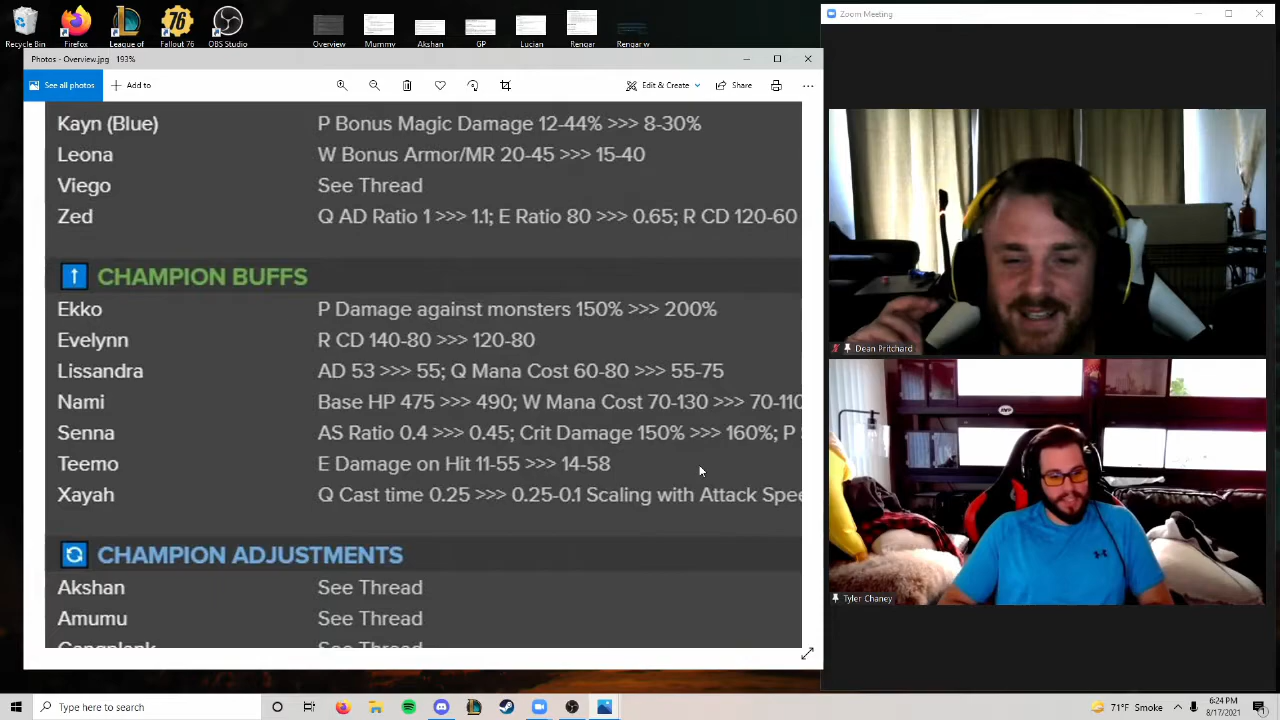 Recycle Bin
Firefox
League of
Fallout 76
OBS Studio
Overview
Mummy
Akshan
GP
Lucian
Rengar
Rengar w
Zoom Meeting
Photos - Overview.jpg 193%
See all photos
Add to
Edit & Create
Share
Kayn (Blue) P Bonus Magic Damage 12-44% >>> 8-30%
Leona W Bonus Armor/MR 20-45 >>> 15-40
Viego See Thread
Zed Q AD Ratio 1 >>> 1.1; E Ratio 80 >>> 0.65; R CD 120-60
CHAMPION BUFFS
Ekko P Damage against monsters 150% >>> 200%
Evelynn R CD 140-80 >>> 120-80
Lissandra AD 53 >>> 55; Q Mana Cost 60-80 >>> 55-75
Nami Base HP 475 >>> 490; W Mana Cost 70-130 >>> 70-110
Senna AS Ratio 0.4 >>> 0.45; Crit Damage 150% >>> 160%; P
Teemo E Damage on Hit 11-55 >>> 14-58
Xayah Q Cast time 0.25 >>> 0.25-0.1 Scaling with Attack Spee
CHAMPION ADJUSTMENTS
Akshan See Thread
Amumu See Thread
Gangplank See Thread
Dean Pritchard
Tyler Chaney
Type here to search
71°F Smoke
6:24 PM
8/17/2021